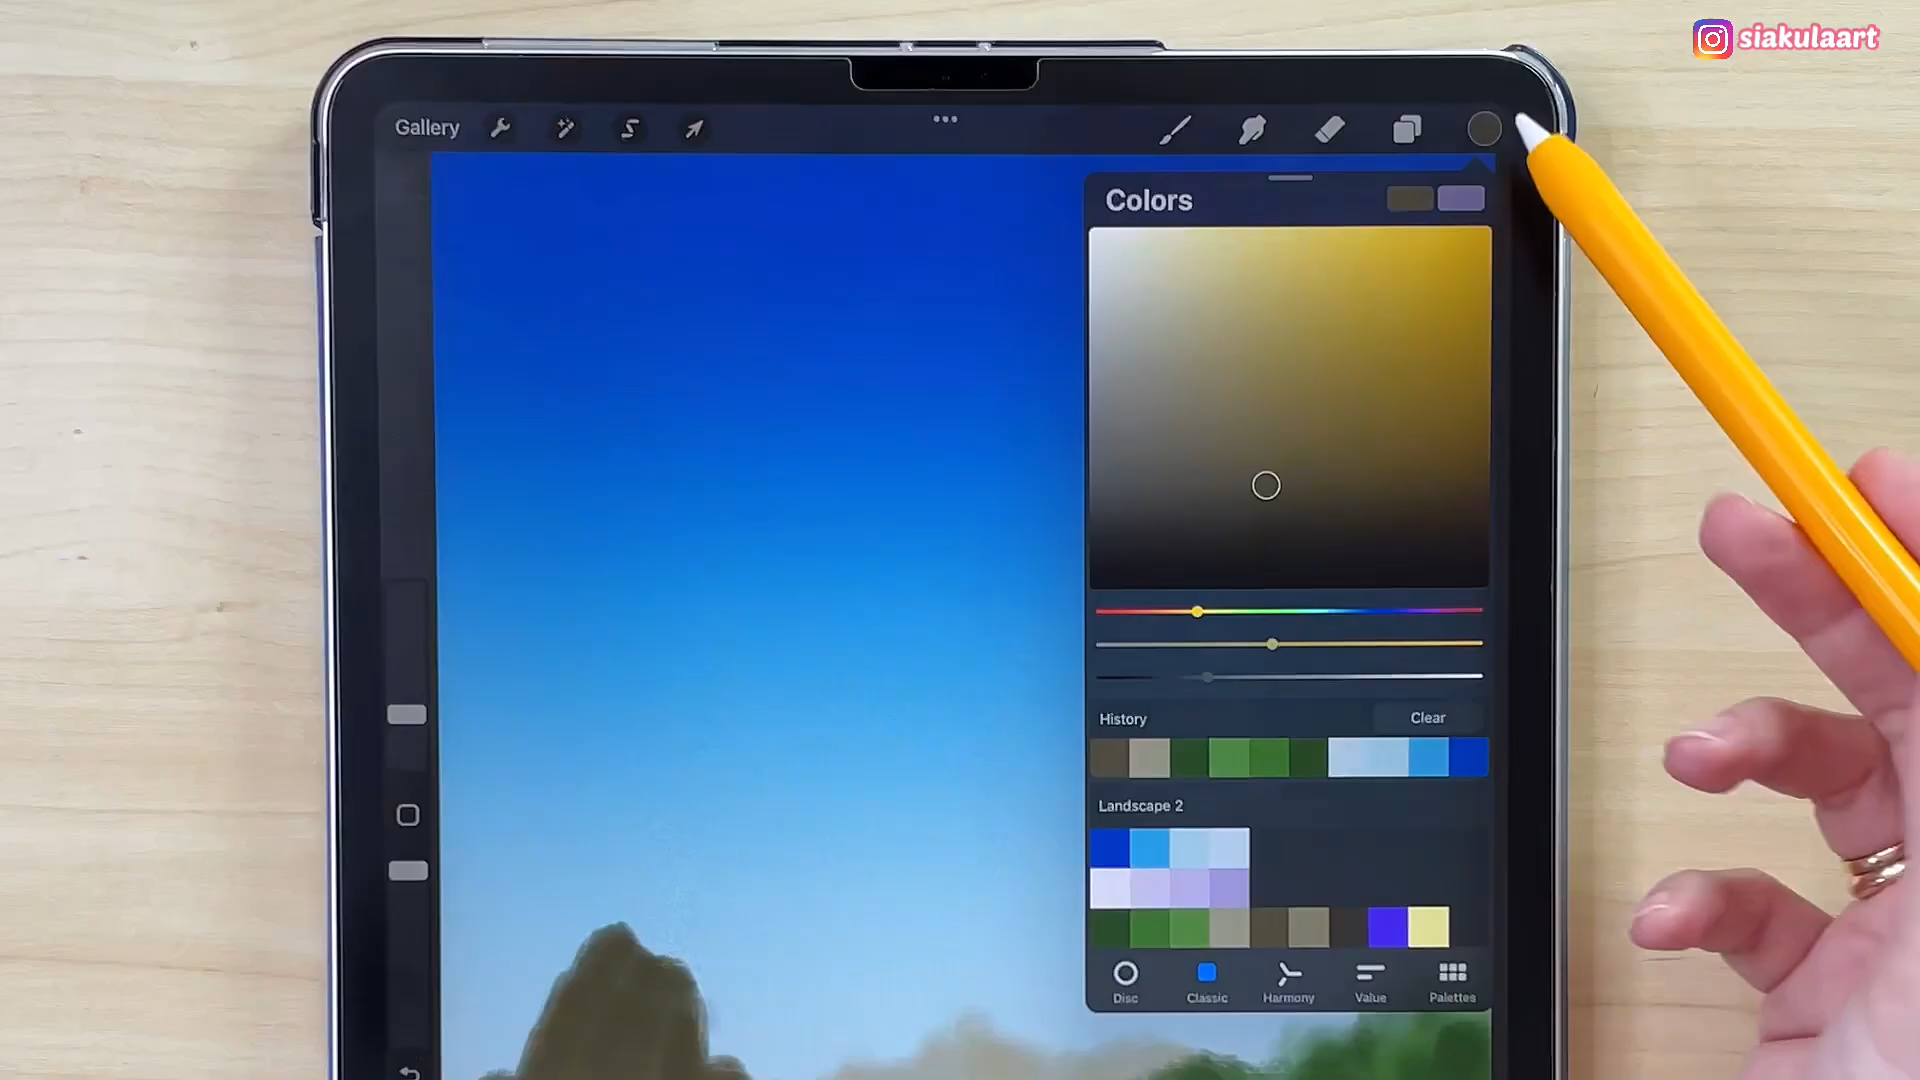 siakulaart
Gallery
Colors
History
Clear
Landscape 2
Disc
Classic
Harmony
Value
Palettes